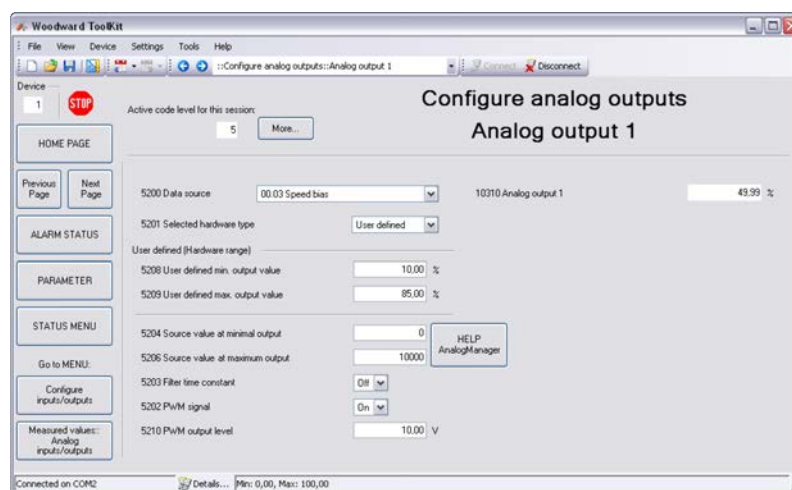 Woodward ToolKit
File View Device Settings Tools Help
::Configure analog outputs::Analog output 1 Connect Disconnect
Device
1 STOP
Active code level for this session:
5 More...
Configure analog outputs
Analog output 1
HOME PAGE
Previous Page
Next Page
ALARM STATUS
PARAMETER
STATUS MENU
Go to MENU:
Configure inputs/outputs
Measured values:: Analog inputs/outputs
5200 Data source 00.03 Speed bias
10310 Analog output 1 49.99 %
5201 Selected hardware type User defined
User defined (Hardware range)
5208 User defined min. output value 10,00 %
5209 User defined max. output value 85,00 %
5204 Source value at minimal output 0
5206 Source value at maximum output 10000
HELP
AnalogManager
5203 Filter time constant Off
5202 PWM signal On
5210 PWM output level 10,00 V
Connected on COM2 Details... Min: 0,00, Max: 100,00